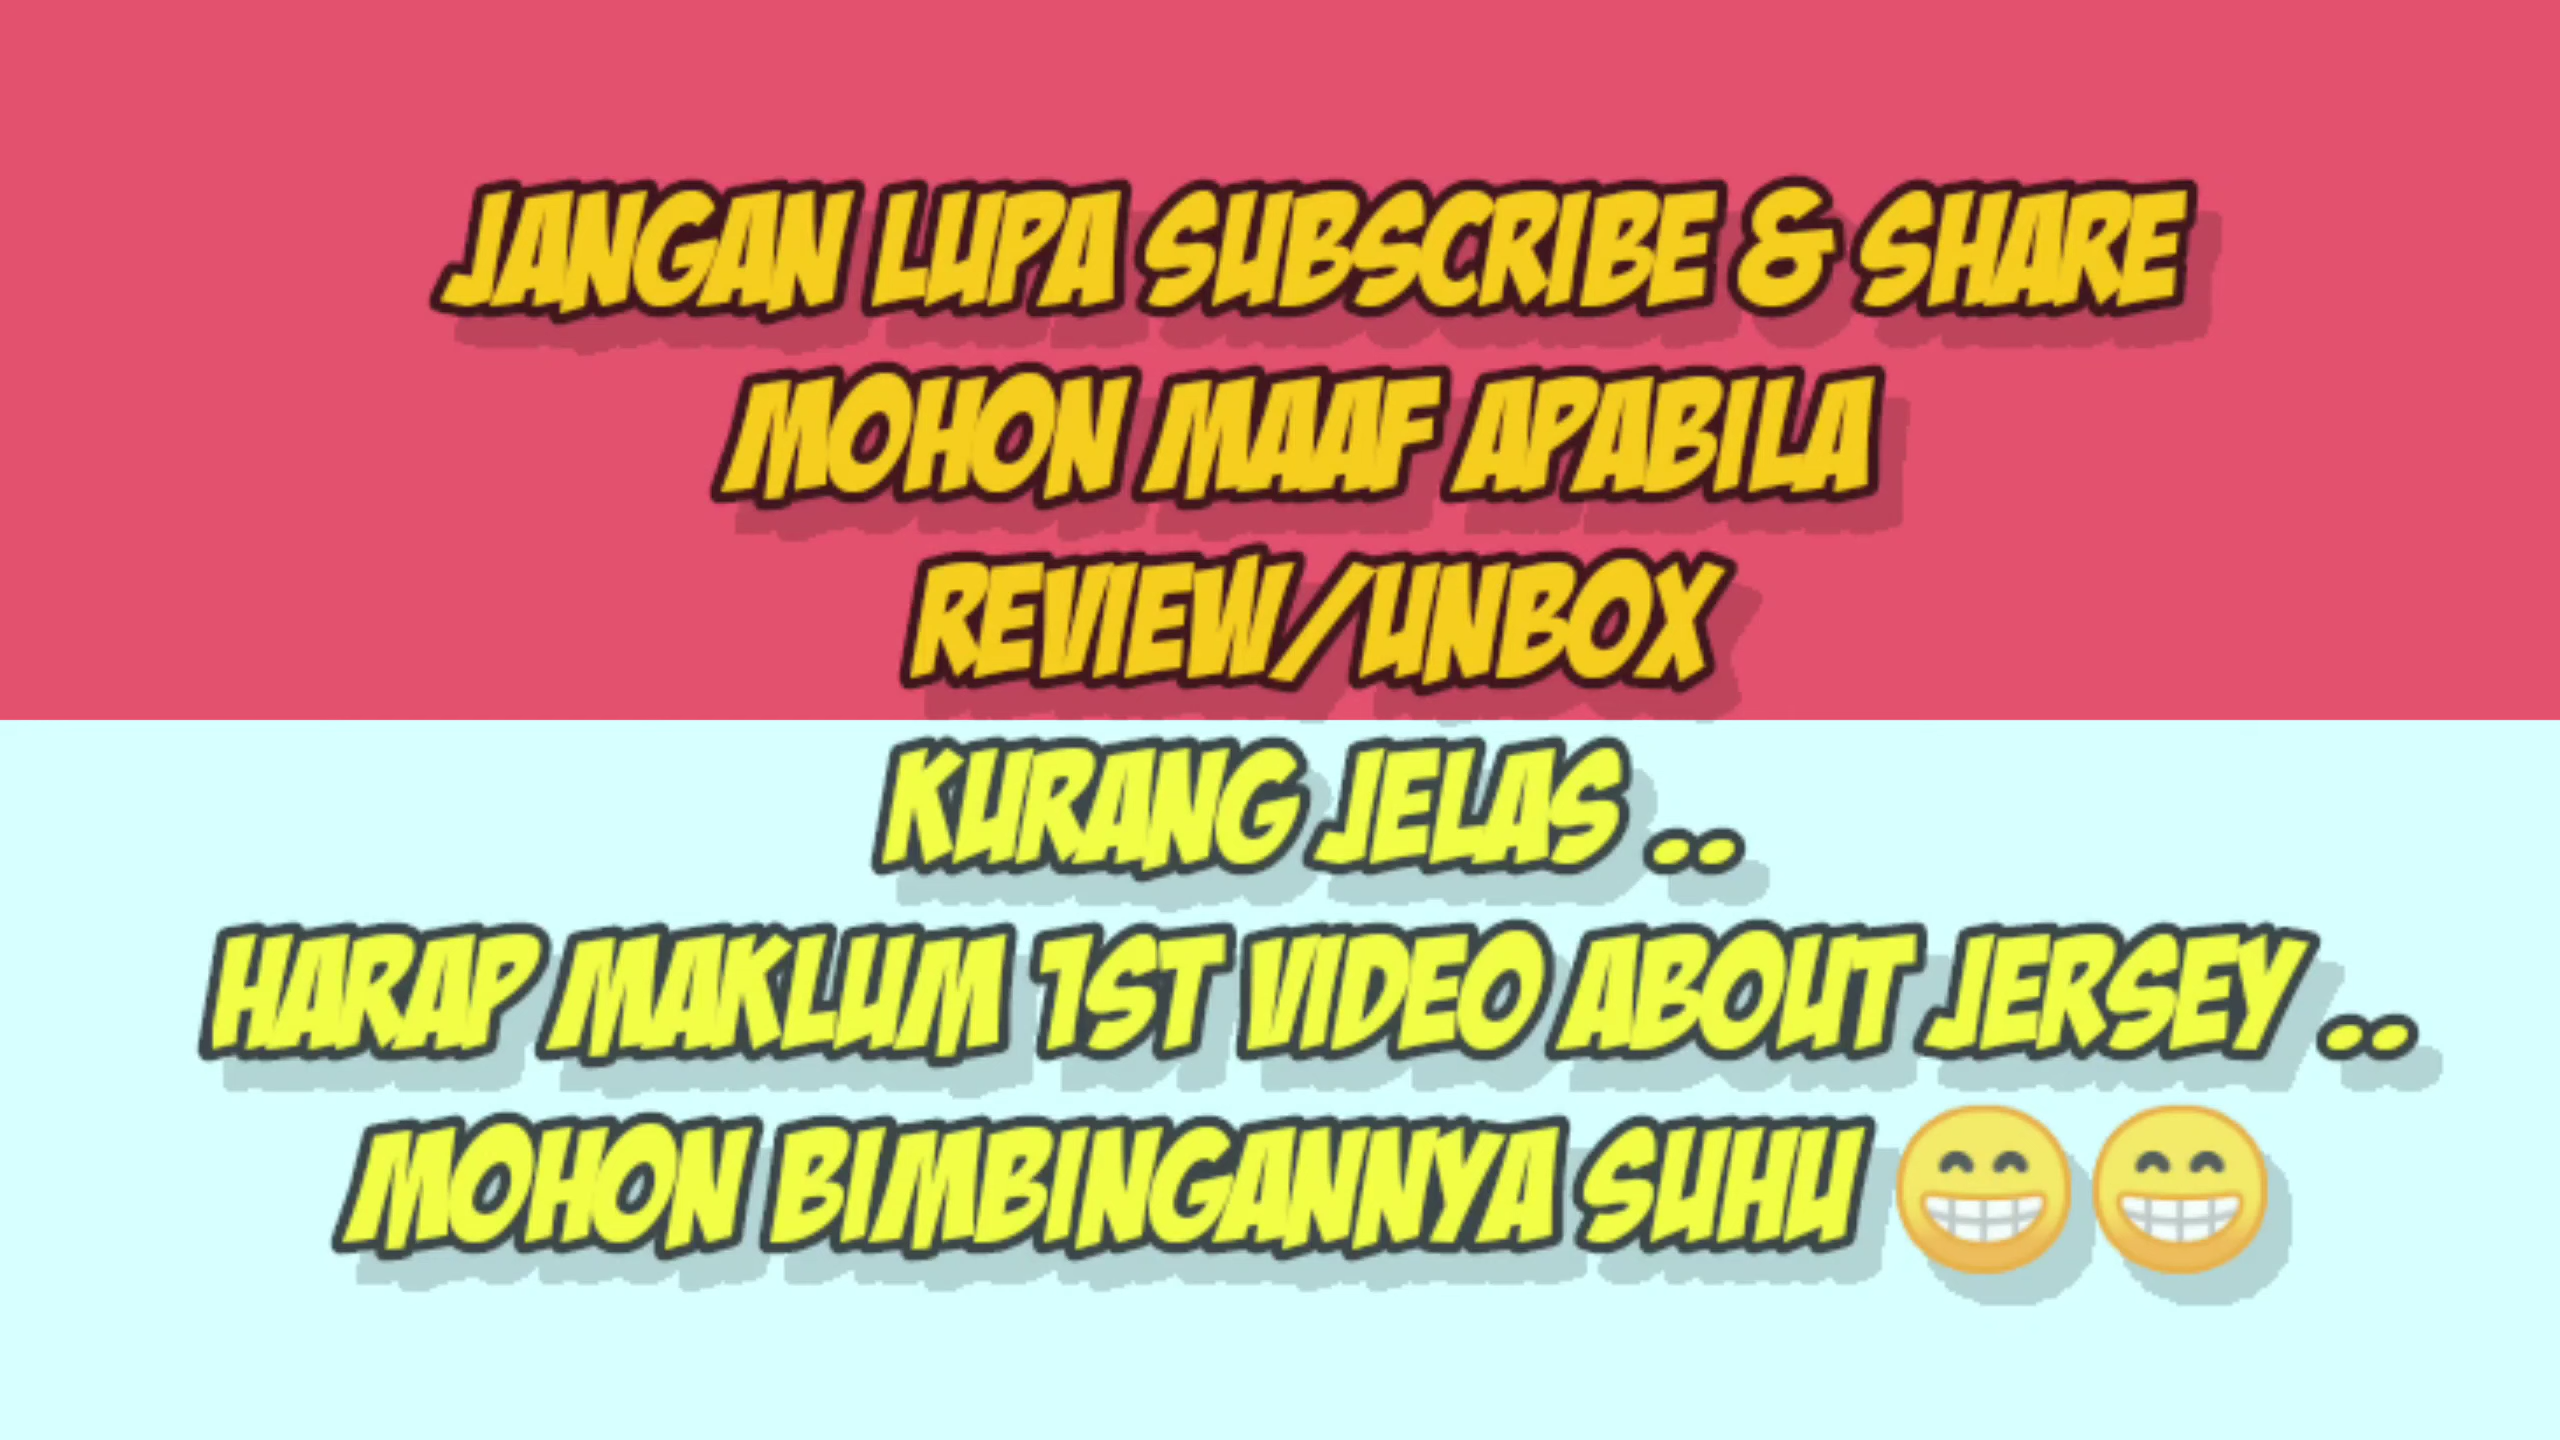 JANGAN LUPA SUBSCRIBE & SHARE
MOHON MAAF APABILA
REVIEW/UNBOX
KURANG JELAS ..
HARAP MAKLUM 1ST VIDEO ABOUT JERSEY ..
MOHON BIMBINGANNYA SUHU 😁😁